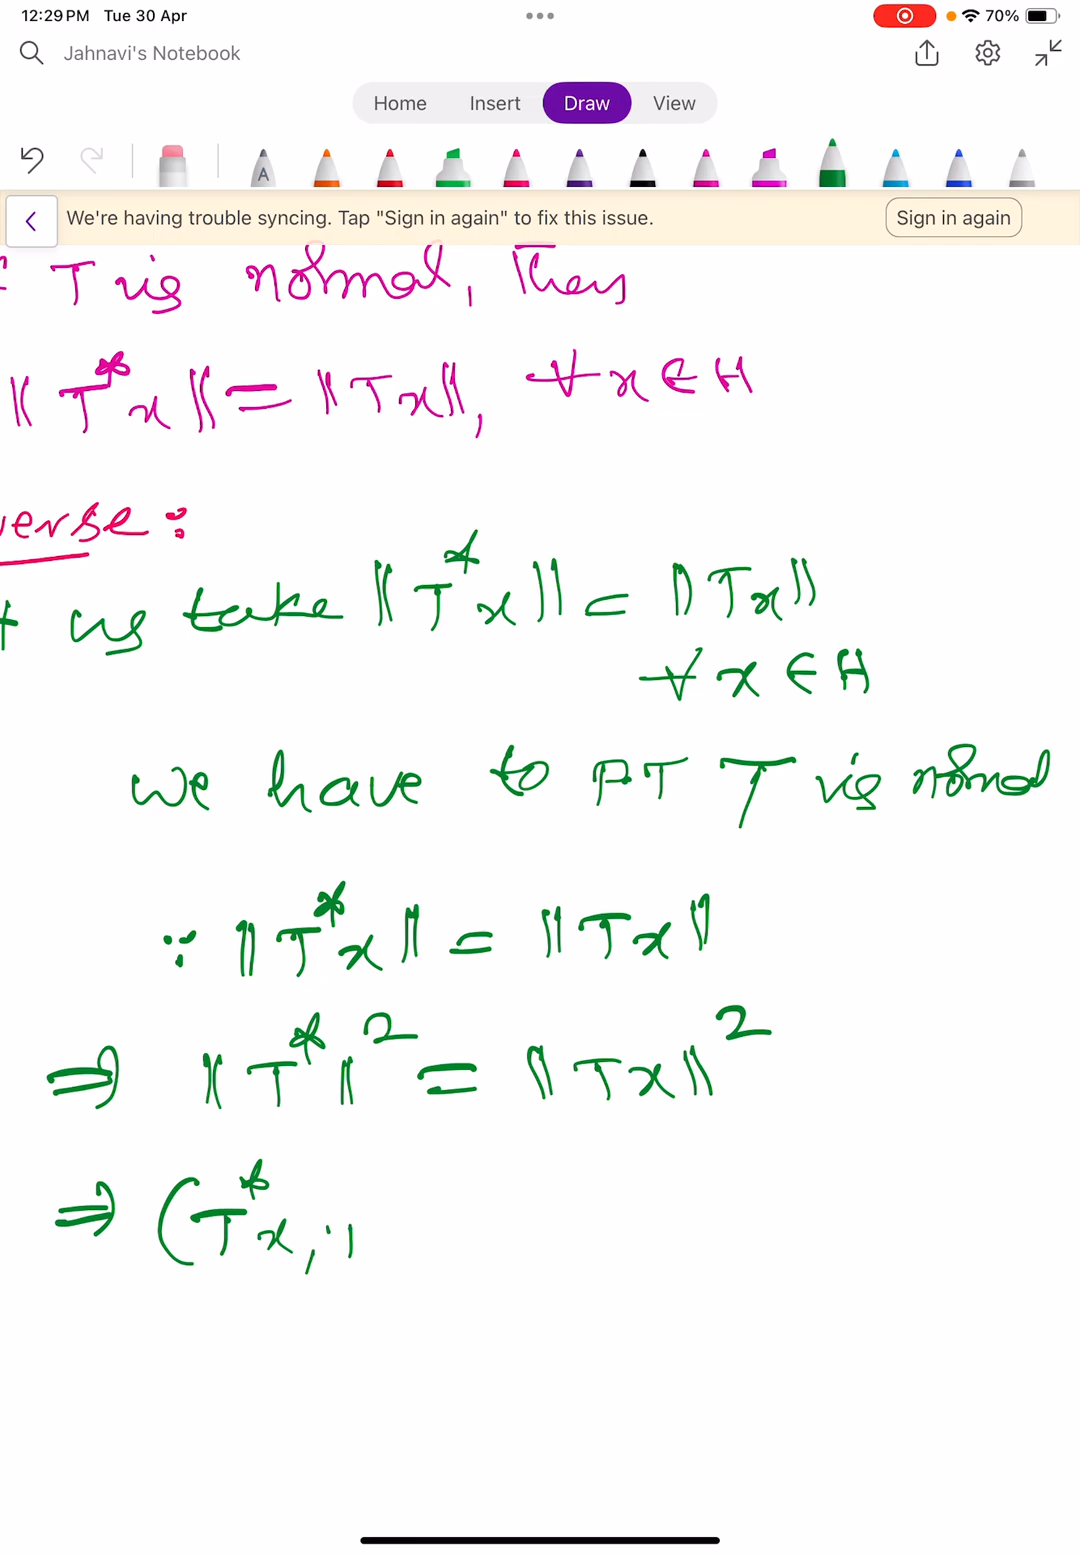 12:29 PM Tue 30 Apr
70%
Jahnavi's Notebook
Home Insert Draw View
A
We're having trouble syncing. Tap "Sign in again" to fix this issue. Sign in again
T is normal, Then
‖T*x‖ = ‖Tx‖, ∀ x ∈ H
verse:
us take ‖T*x‖ = ‖Tx‖
∀ x ∈ H
we have to PT T is normal
∵ ‖T*x‖ = ‖Tx‖
⇒ ‖T*‖² = ‖Tx‖²
⇒ (T*x,